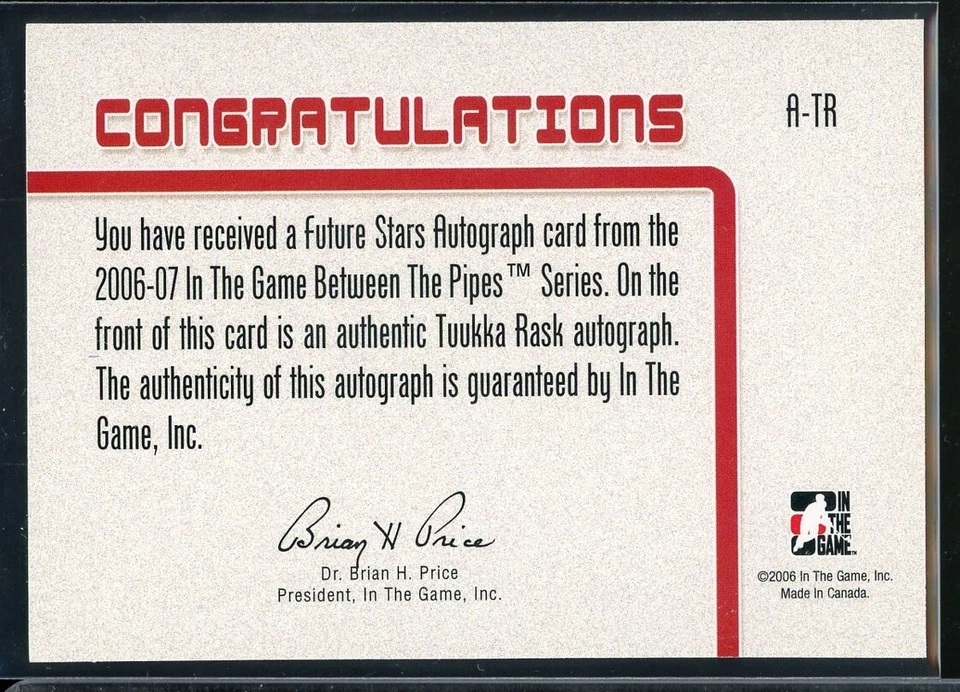 CONGRATULATIONS
A-TR
You have received a Future Stars Autograph card from the
2006-07 In The Game Between The Pipes™ Series. On the
front of this card is an authentic Tuukka Rask autograph.
The authenticity of this autograph is guaranteed by In The
Game, Inc.
Brian H Price
Dr. Brian H. Price
President, In The Game, Inc.
IN
THE
GAME™
©2006 In The Game, Inc.
Made In Canada.